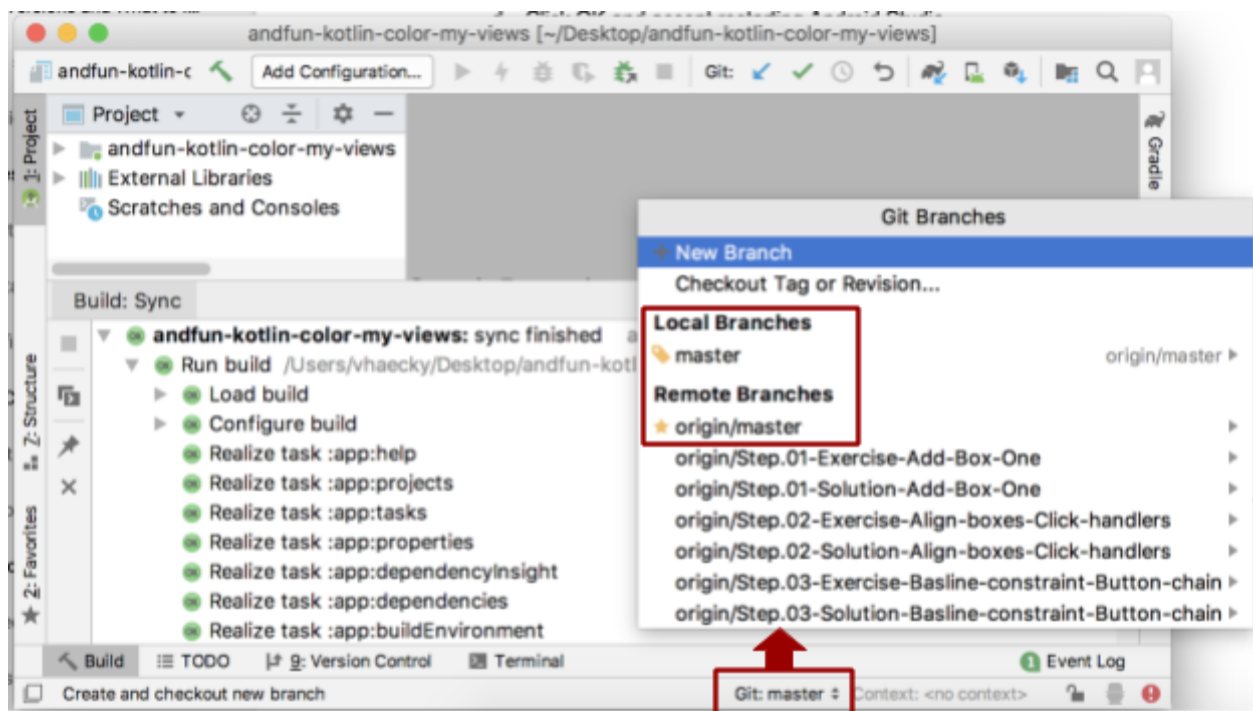 andfun-kotlin-color-my-views [~/Desktop/andfun-kotlin-color-my-views]
andfun-kotlin-c
Add Configuration...
Git:
1: Project
Project
andfun-kotlin-color-my-views
External Libraries
Scratches and Consoles
Gradle
Build: Sync
andfun-kotlin-color-my-views: sync finished
Run build /Users/vhaecky/Desktop/andfun-kotl
Load build
Configure build
Realize task :app:help
Realize task :app:projects
Realize task :app:tasks
Realize task :app:properties
Realize task :app:dependencyInsight
Realize task :app:dependencies
Realize task :app:buildEnvironment
Z: Structure
2: Favorites
Git Branches
+ New Branch
Checkout Tag or Revision...
Local Branches
master origin/master
Remote Branches
origin/master
origin/Step.01-Exercise-Add-Box-One
origin/Step.01-Solution-Add-Box-One
origin/Step.02-Exercise-Align-boxes-Click-handlers
origin/Step.02-Solution-Align-boxes-Click-handlers
origin/Step.03-Exercise-Basline-constraint-Button-chain
origin/Step.03-Solution-Basline-constraint-Button-chain
Build
TODO
9: Version Control
Terminal
1 Event Log
Create and checkout new branch
Git: master
Context: <no context>